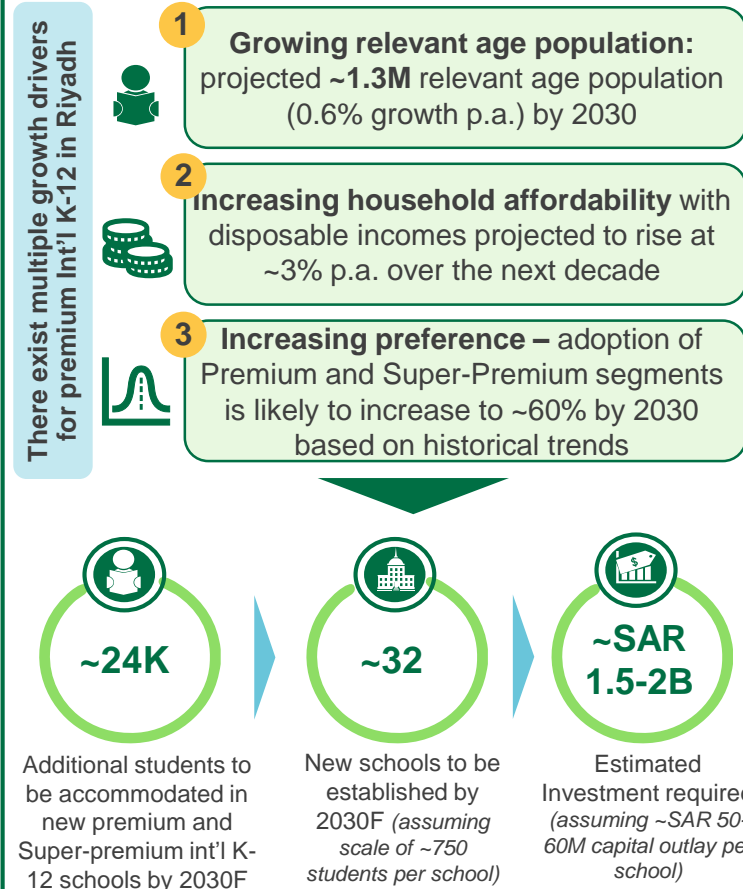 There exist multiple growth drivers
for premium Int'l K-12 in Riyadh
1
Growing relevant age population:
projected ~1.3M relevant age population
(0.6% growth p.a.) by 2030
2
Increasing household affordability with
disposable incomes projected to rise at
~3% p.a. over the next decade
3
Increasing preference – adoption of
Premium and Super-Premium segments
is likely to increase to ~60% by 2030
based on historical trends
~24K
Additional students to
be accommodated in
new premium and
Super-premium int'l K-
12 schools by 2030F
~32
New schools to be
established by
2030F (assuming
scale of ~750
students per school)
$
~SAR
1.5-2B
Estimated
Investment required
(assuming ~SAR 50-
60M capital outlay per
school)